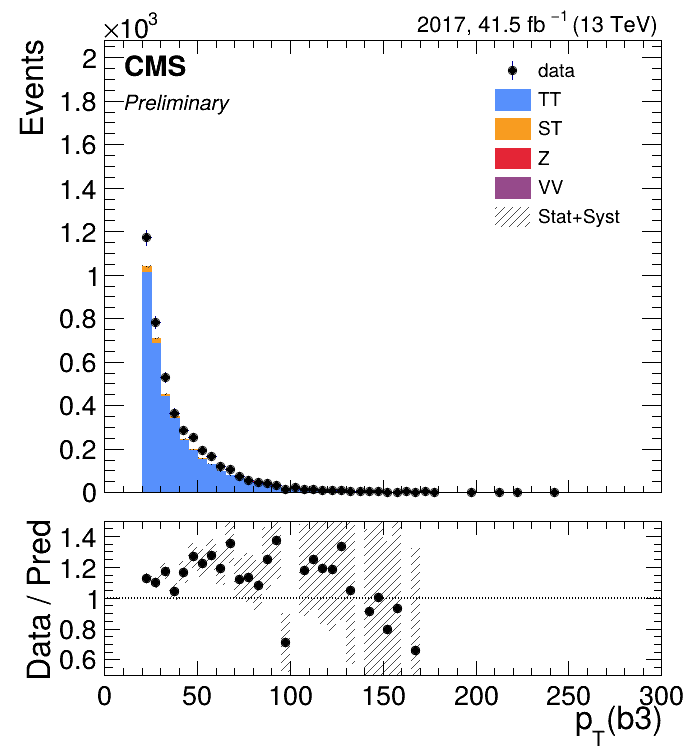 ×10³
2017, 41.5 fb⁻¹ (13 TeV)
Events
CMS
Preliminary
data
TT
ST
Z
VV
Stat+Syst
2
1.8
1.6
1.4
1.2
1
0.8
0.6
0.4
0.2
0
Data / Pred
1.4
1.2
1
0.8
0.6
0 50 100 150 200 250 300
p_T(b3)